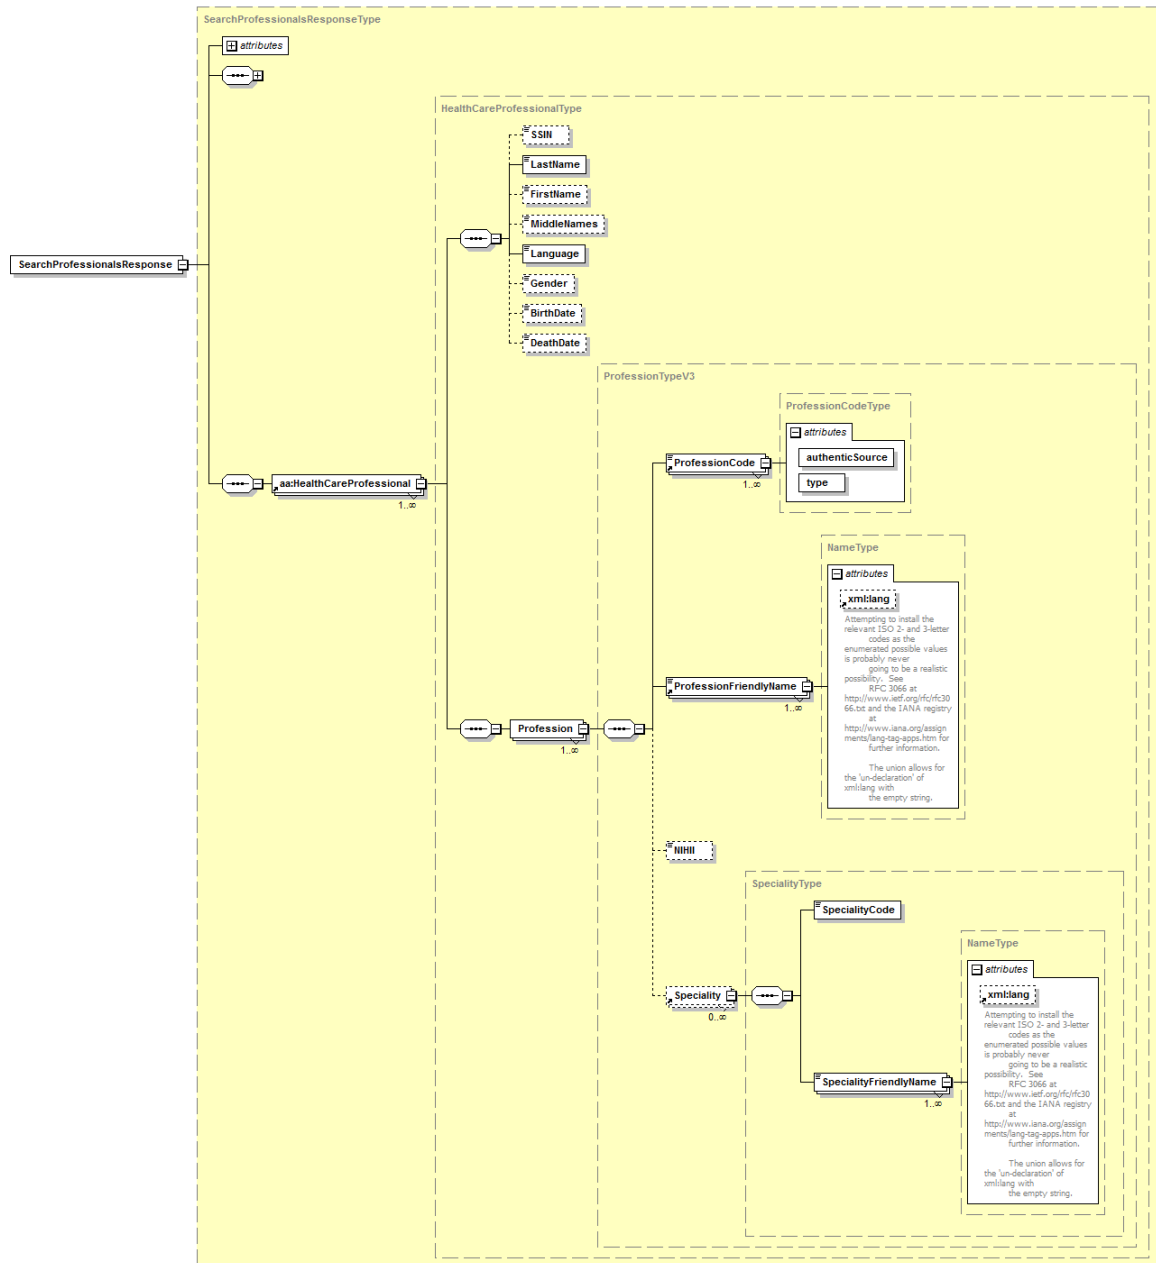 SearchProfessionalsResponseType
attributes
HealthCareProfessionalType
SSIN
LastName
FirstName
MiddleNames
Language
Gender
BirthDate
DeathDate
SearchProfessionalsResponse
aa:HealthCareProfessional
1..∞
ProfessionTypeV3
ProfessionCodeType
attributes
authenticSource
type
ProfessionCode
1..∞
NameType
attributes
xml:lang
Attempting to install the
relevant ISO 2- and 3-letter
codes as the
enumerated possible values
is probably never
going to be a realistic
possibility. See
RFC 3066 at
http://www.ietf.org/rfc/rfc30
66.txt and the IANA registry
at
http://www.iana.org/assign
ments/lang-tag-apps.htm for
further information.
The union allows for
the 'un-declaration' of
xml:lang with
the empty string.
ProfessionFriendlyName
1..∞
Profession
1..∞
NIHII
SpecialityType
SpecialityCode
NameType
attributes
xml:lang
Attempting to install the
relevant ISO 2- and 3-letter
codes as the
enumerated possible values
is probably never
going to be a realistic
possibility. See
RFC 3066 at
http://www.ietf.org/rfc/rfc30
66.txt and the IANA registry
at
http://www.iana.org/assign
ments/lang-tag-apps.htm for
further information.
The union allows for
the 'un-declaration' of
xml:lang with
the empty string.
Speciality
0..∞
SpecialityFriendlyName
1..∞